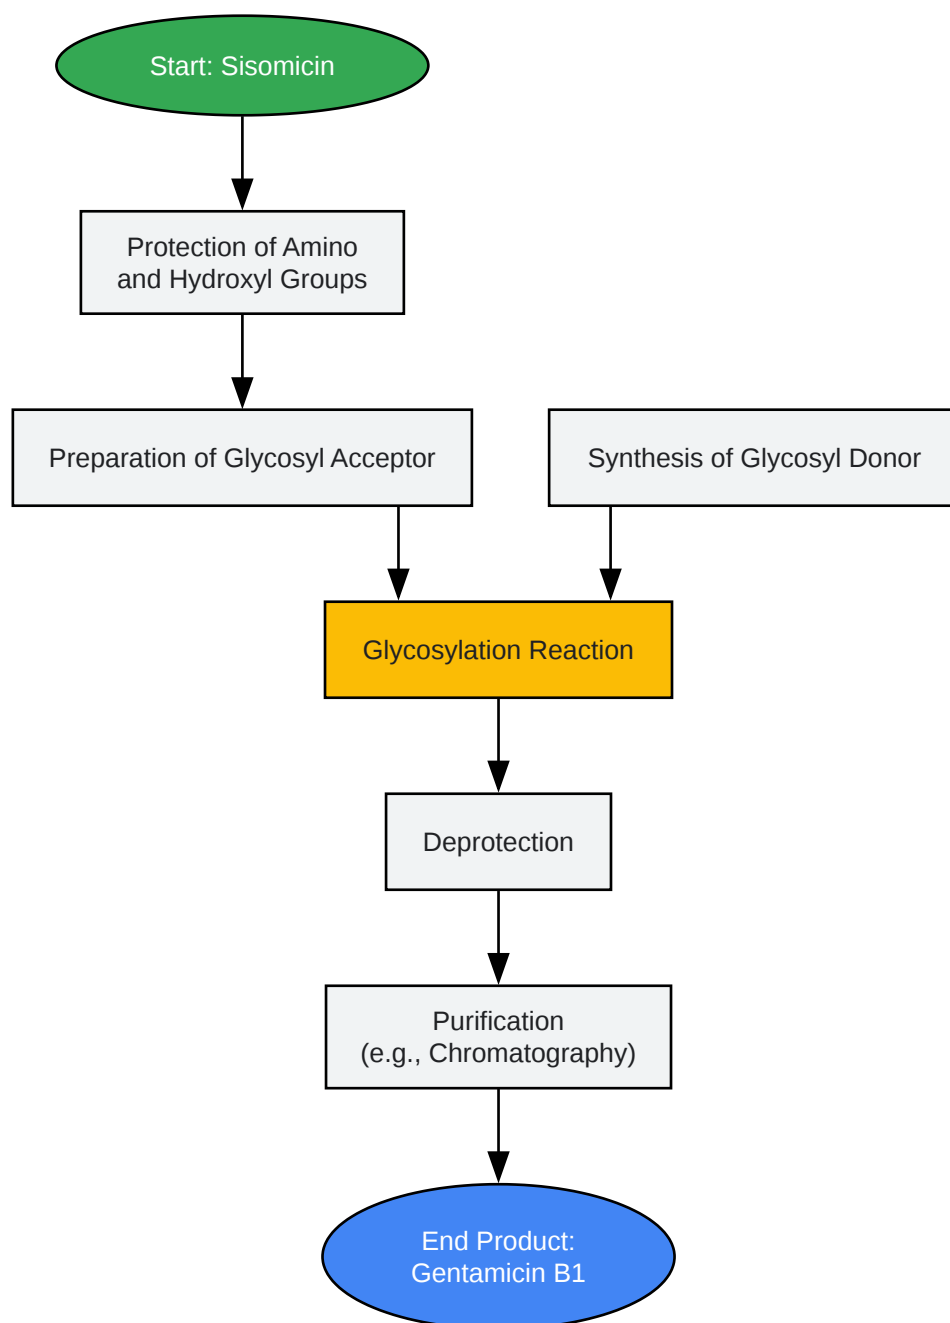 Start: Sisomicin
Protection of Amino
and Hydroxyl Groups
Preparation of Glycosyl Acceptor
Synthesis of Glycosyl Donor
Glycosylation Reaction
Deprotection
Purification
(e.g., Chromatography)
End Product:
Gentamicin B1